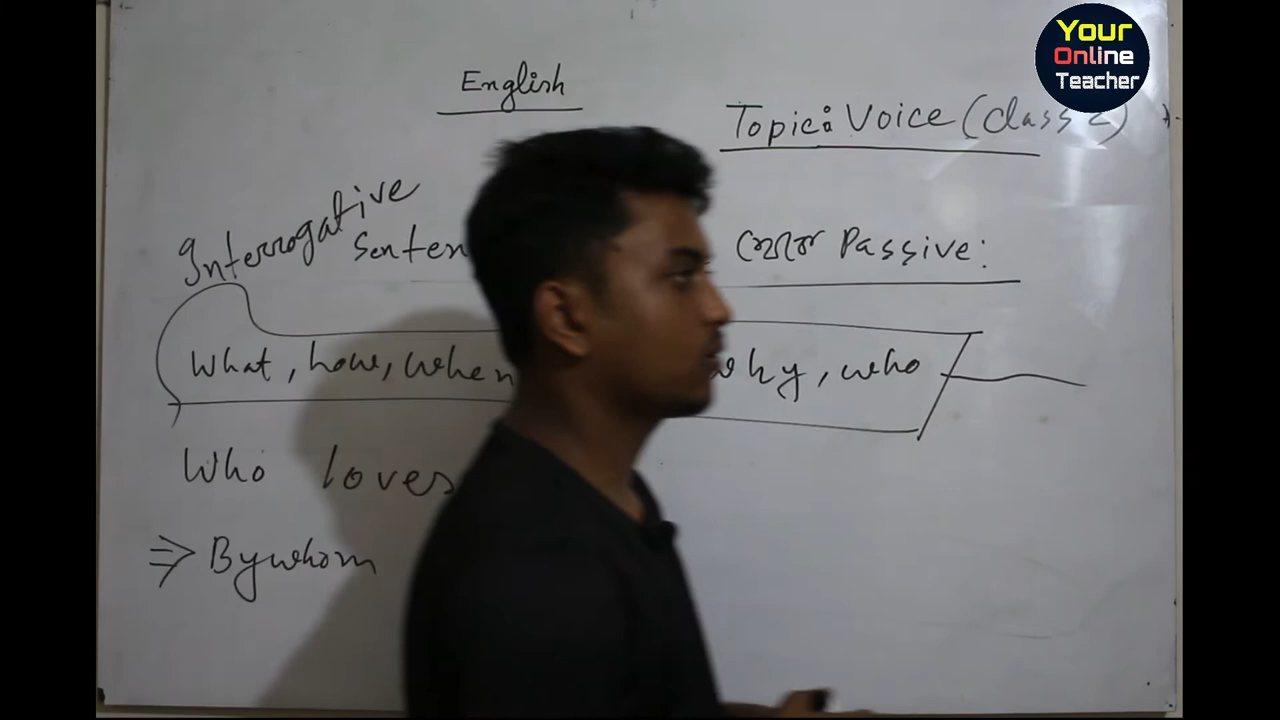 Your
Online
Teacher
English
Topic: Voice (Class 2)
Interrogative
Passive:
What, how, when why, who
Who loves
⇒ By whom